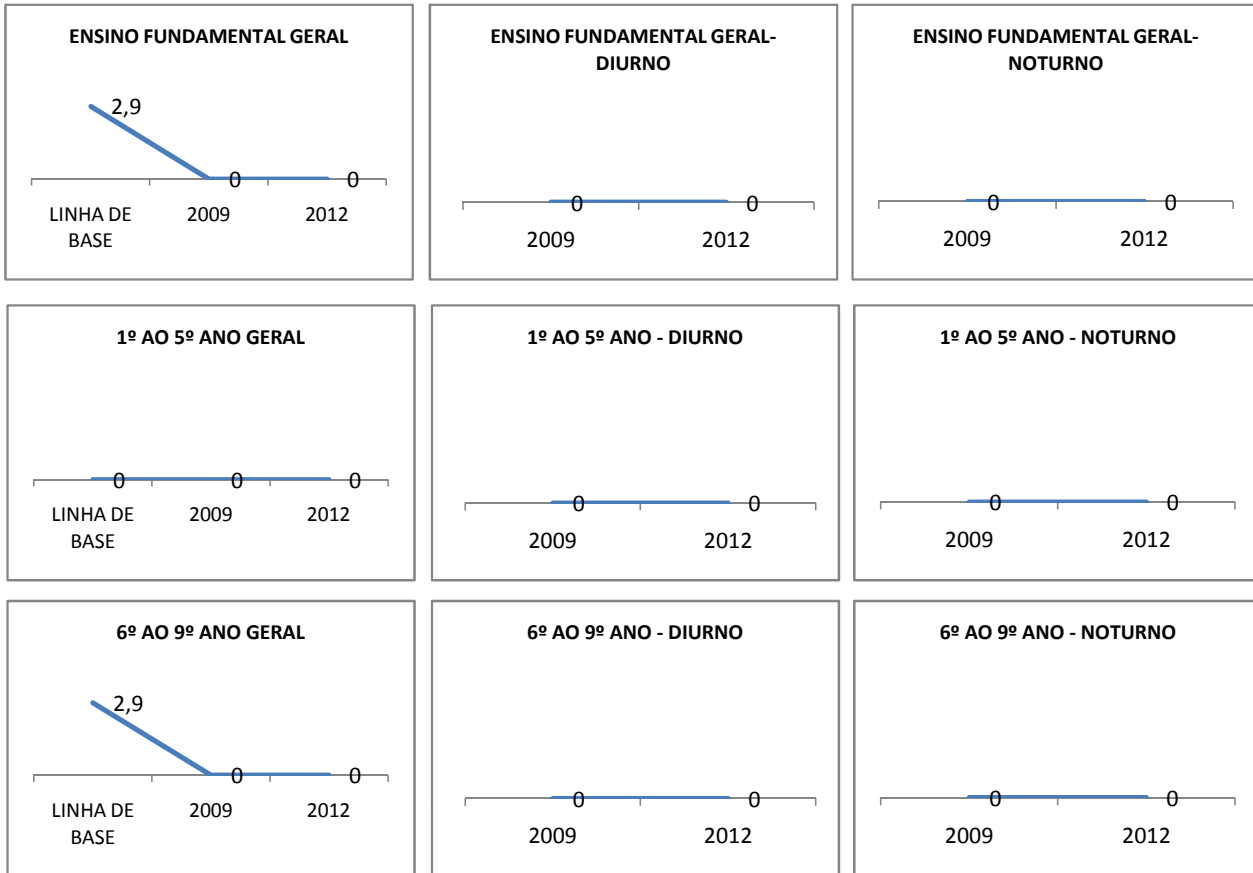 ENSINO FUNDAMENTAL GERAL
2,9
0
0
LINHA DE
BASE
2009
2012
ENSINO FUNDAMENTAL GERAL-
DIURNO
0
0
2009
2012
ENSINO FUNDAMENTAL GERAL-
NOTURNO
0
0
2009
2012
1º AO 5º ANO GERAL
0
0
0
LINHA DE
BASE
2009
2012
1º AO 5º ANO - DIURNO
0
0
2009
2012
1º AO 5º ANO - NOTURNO
0
0
2009
2012
6º AO 9º ANO GERAL
2,9
0
0
LINHA DE
BASE
2009
2012
6º AO 9º ANO - DIURNO
0
0
2009
2012
6º AO 9º ANO - NOTURNO
0
0
2009
2012